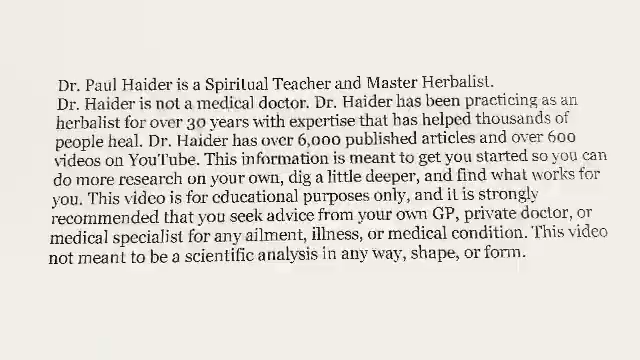 Dr. Paul Haider is a Spiritual Teacher and Master Herbalist.
Dr. Haider is not a medical doctor. Dr. Haider has been practicing as an
herbalist for over 30 years with expertise that has helped thousands of
people heal. Dr. Haider has over 6,000 published articles and over 600
videos on YouTube. This information is meant to get you started so you can
do more research on your own, dig a little deeper, and find what works for
you. This video is for educational purposes only, and it is strongly
recommended that you seek advice from your own GP, private doctor, or
medical specialist for any ailment, illness, or medical condition. This video
not meant to be a scientific analysis in any way, shape, or form.